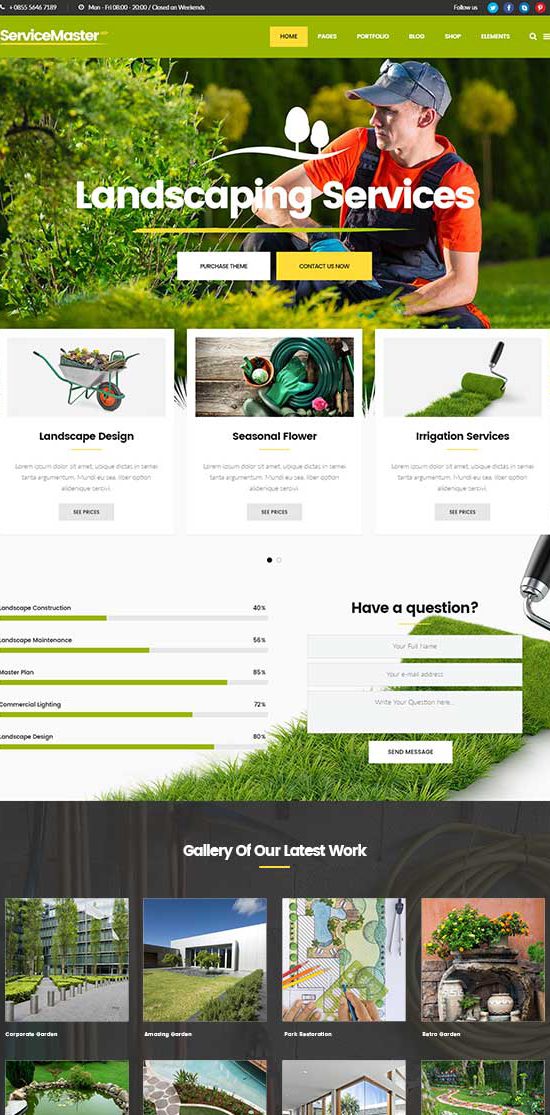 + 0855 5646 7189
Mon - Fri 08:00 - 20:00 / Closed on Weekends
Follow us
ServiceMaster
HOME
PAGES
PORTFOLIO
BLOG
SHOP
ELEMENTS
Landscaping Services
PURCHASE THEME
CONTACT US NOW
Landscape Design
Lorem ipsum dolor sit amet, ubique dictas in semei
tanta argumentum. Mundi eu sea, liber option
alidenique servi.
SEE PRICES
Seasonal Flower
Lorem ipsum dolor sit amet, ubique dictas in semei
tanta argumentum. Mundi eu sea, liber option
alidenique servi.
SEE PRICES
Irrigation Services
Lorem ipsum dolor sit amet, ubique dictas in semei
tanta argumentum. Mundi eu sea, liber option
alidenique servi.
SEE PRICES
Landscape Construction 40%
Landscape Maintenance 56%
Master Plan 85%
Commercial Lighting 72%
Landscape Design 80%
Have a question?
Your Full Name
Your e-mail address
Write Your Question here...
SEND MESSAGE
Gallery Of Our Latest Work
Corporate Garden
Amazing Garden
Park Restoration
Retro Garden